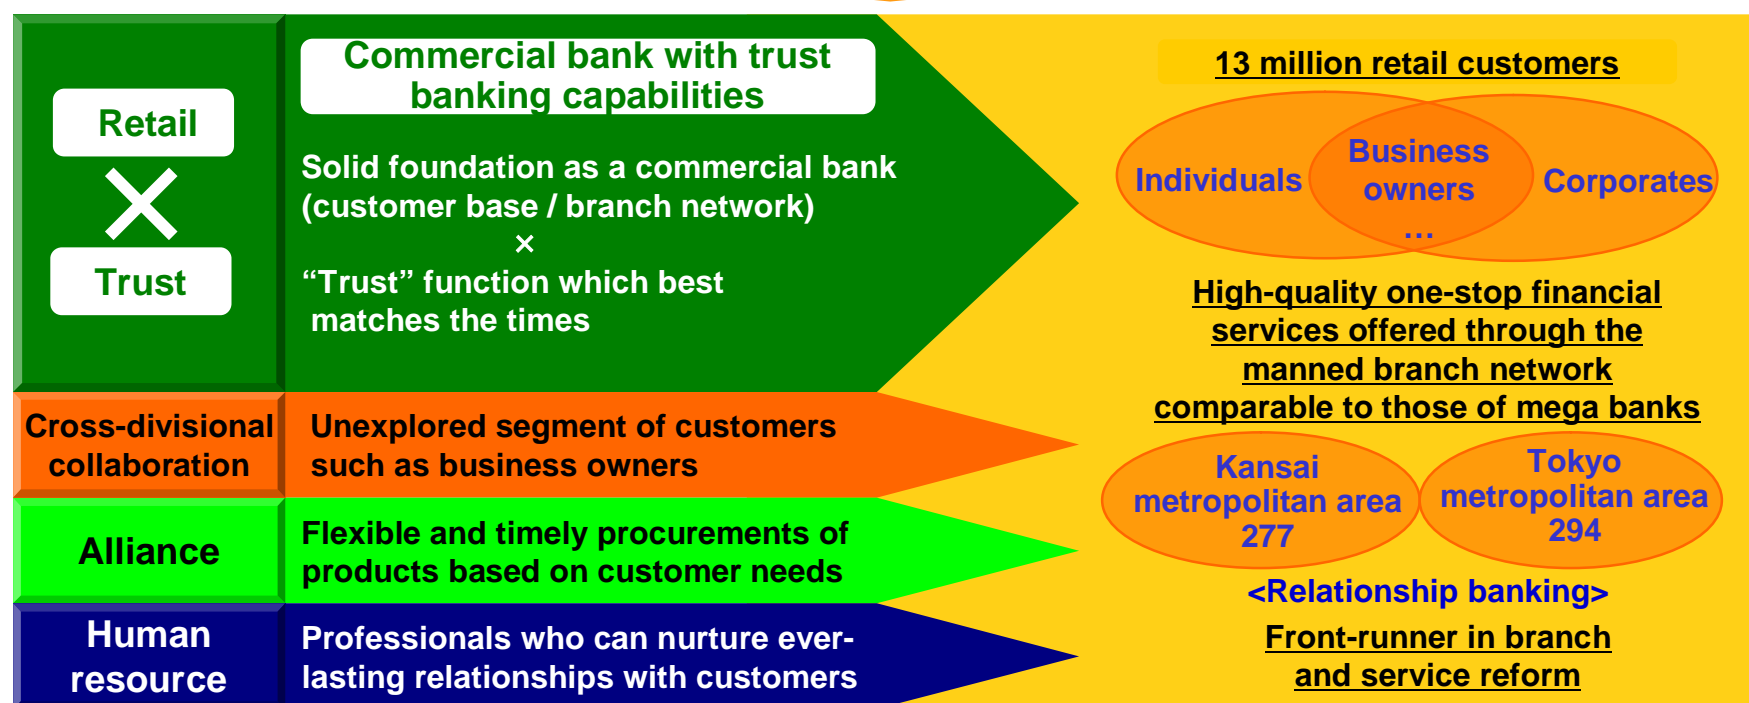 Retail
×
Trust
Commercial bank with trust
banking capabilities
Solid foundation as a commercial bank
(customer base / branch network)
×
“Trust” function which best
matches the times
Cross-divisional
collaboration
Unexplored segment of customers
such as business owners
Alliance
Flexible and timely procurements of
products based on customer needs
Human
resource
Professionals who can nurture ever-
lasting relationships with customers
13 million retail customers
Individuals
Business
owners
…
Corporates
High-quality one-stop financial
services offered through the
manned branch network
comparable to those of mega banks
Kansai
metropolitan area
277
Tokyo
metropolitan area
294
<Relationship banking>
Front-runner in branch
and service reform